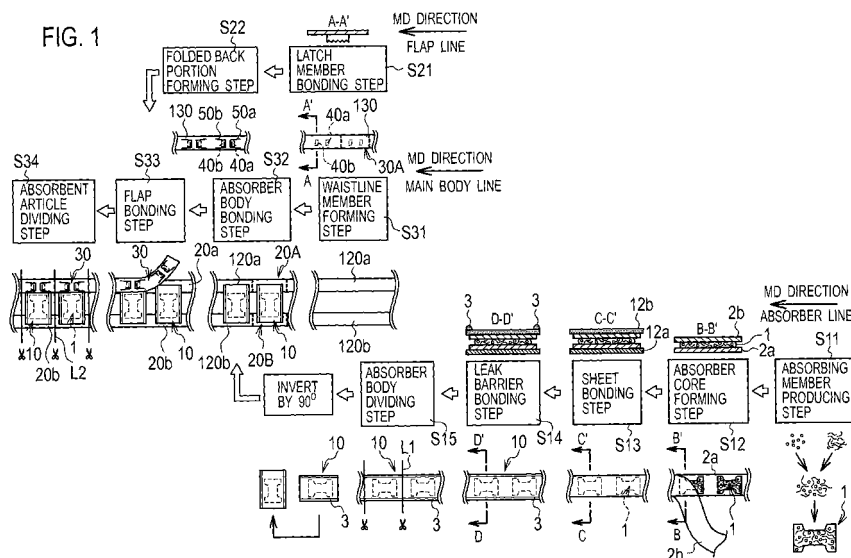 FIG. 1
S22
FOLDED BACK
PORTION
FORMING STEP
A-A'
LATCH
MEMBER
BONDING STEP
S21
MD DIRECTION
FLAP LINE
130
50b
50a
40b
40a
A'
40a
130
A
40b
30A
MD DIRECTION
MAIN BODY LINE
S34
ABSORBENT
ARTICLE
DIVIDING
STEP
S33
FLAP
BONDING
STEP
S32
ABSORBER
BODY
BONDING
STEP
WAISTLINE
MEMBER
FORMING
STEP
S31
30
10
20b
L2
1
30
20a
20b
10
120a
20A
120b
20B
10
120a
120b
MD DIRECTION
ABSORBER LINE
3
D-D'
3
C-C'
12b
12a
B-B'
2b
1
2a
INVERT
BY 90°
ABSORBER
BODY
DIVIDING
STEP
S15
LEAK
BARRIER
BONDING
STEP
S14
SHEET
BONDING
STEP
S13
ABSORBER
CORE
FORMING
STEP
S12
S11
ABSORBING
MEMBER
PRODUCING
STEP
10
3
10
L1
3
D'
10
D
3
C'
C
1
B'
2a
B
1
2b
1